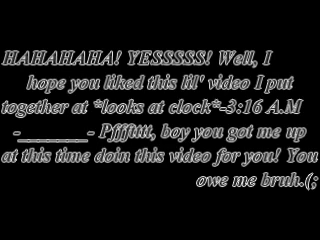 HAHAHAHA! YESSSSS! Well, I
hope you liked this lil' video I put
together at *looks at clock*-3:16 A.M
-_______- Pfffttt, boy you got me up
at this time doin this video for you! You
owe me bruh.(;